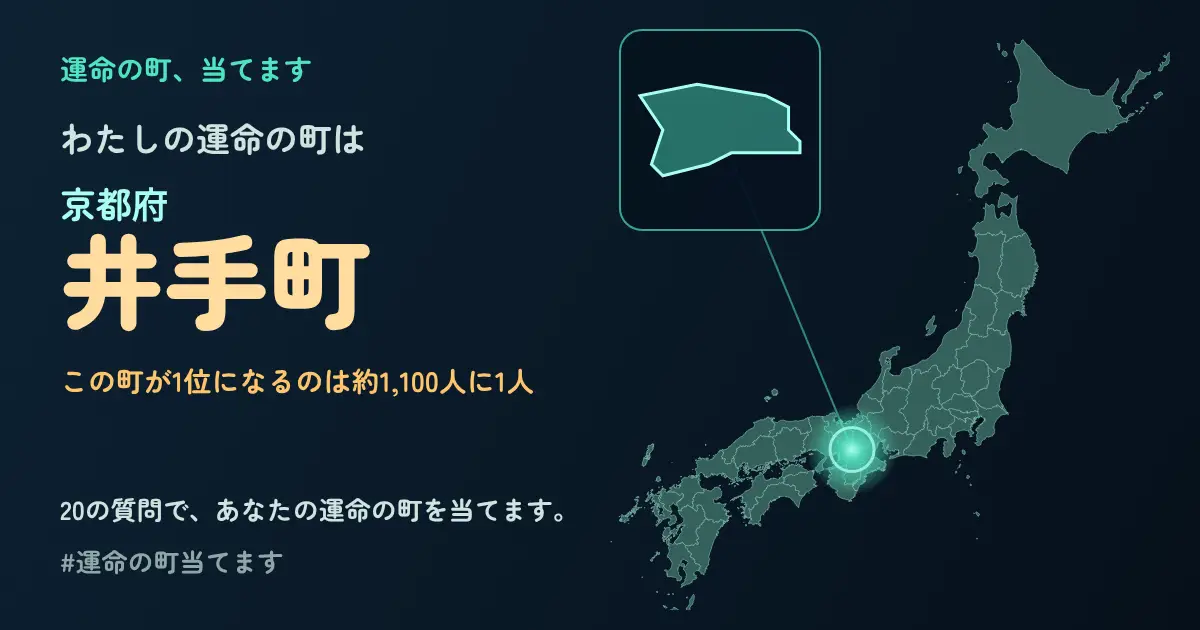 運命の町、当てます
わたしの運命の町は
京都府
井手町
この町が1位になるのは約1,100人に1人
20の質問で、あなたの運命の町を当てます。
#運命の町当てます